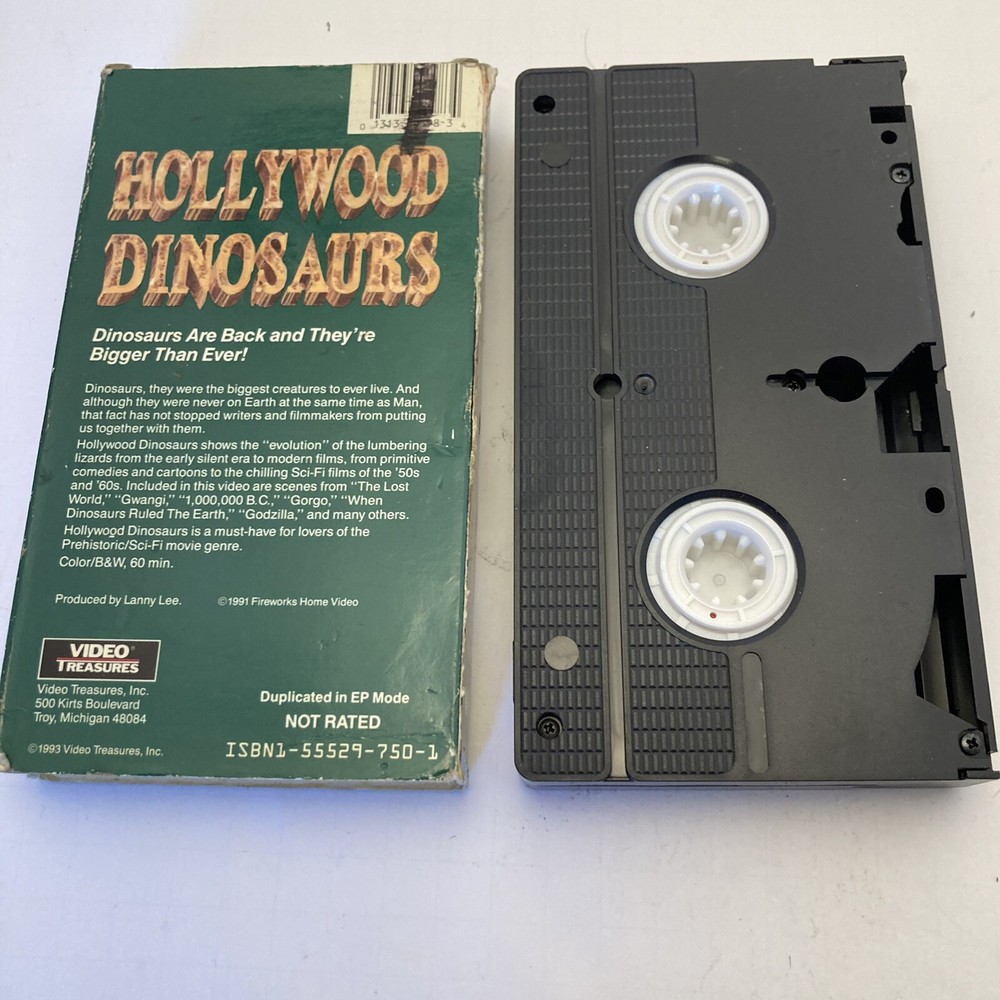 HOLLYWOOD
DINOSAURS
Dinosaurs Are Back and They're
Bigger Than Ever!
Dinosaurs, they were the biggest creatures to ever live. And
although they were never on Earth at the same time as Man,
that fact has not stopped writers and filmmakers from putting
us together with them.
Hollywood Dinosaurs shows the "evolution" of the lumbering
lizards from the early silent era to modern films, from primitive
comedies and cartoons to the chilling Sci-Fi films of the '50s
and '60s. Included in this video are scenes from "The Lost
World," "Gwangi," "1,000,000 B.C.," "Gorgo," "When
Dinosaurs Ruled The Earth," "Godzilla," and many others.
Hollywood Dinosaurs is a must-have for lovers of the
Prehistoric/Sci-Fi movie genre.
Color/B&W, 60 min.
Produced by Lanny Lee. ©1991 Fireworks Home Video
VIDEO®
TREASURES
Video Treasures, Inc.
500 Kirts Boulevard
Troy, Michigan 48084
Duplicated in EP Mode
NOT RATED
©1993 Video Treasures, Inc. ISBN1-55529-750-1